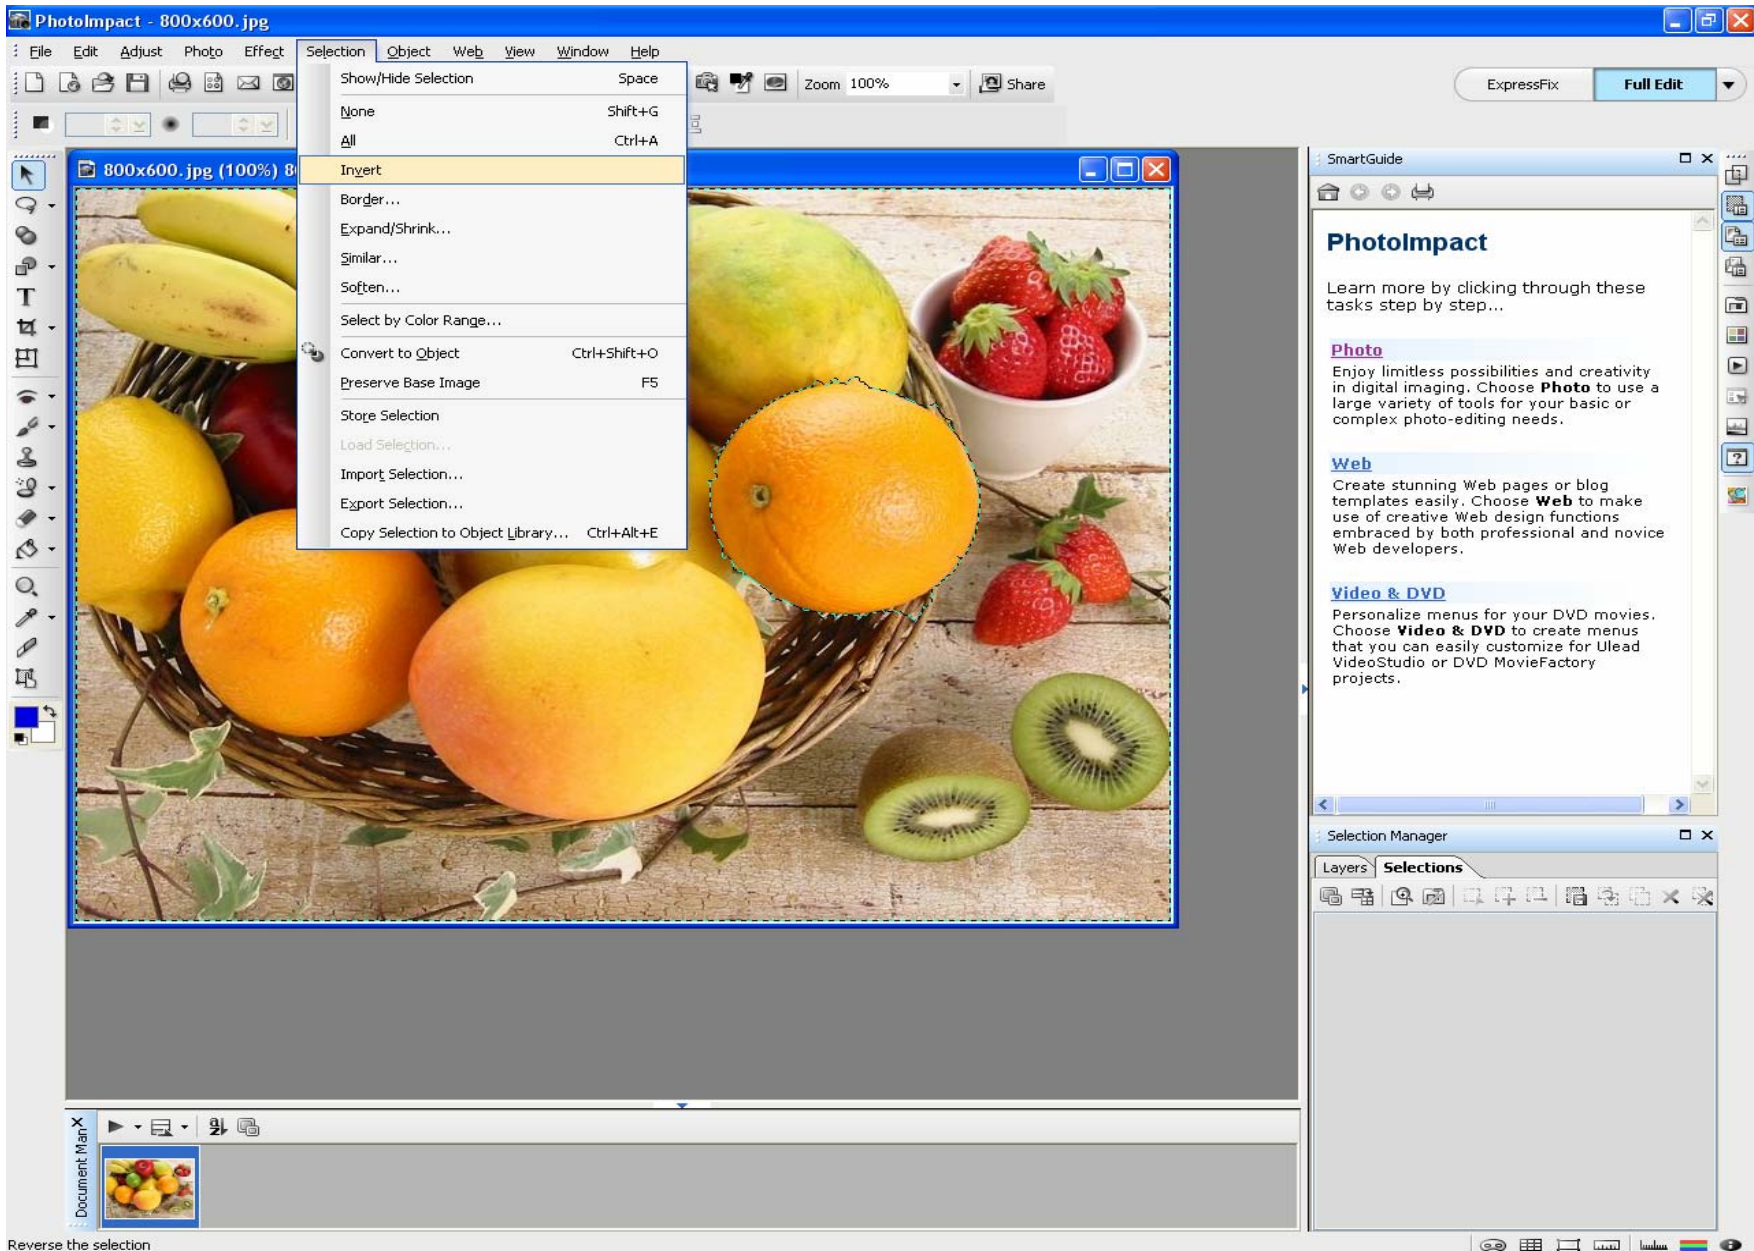 PhotoImpact - 800x600.jpg
File Edit Adjust Photo Effect Selection Object Web View Window Help
Zoom 100% Share
ExpressFix Full Edit
Show/Hide Selection Space
None Shift+G
All Ctrl+A
Invert
Border...
Expand/Shrink...
Similar...
Soften...
Select by Color Range...
Convert to Object Ctrl+Shift+O
Preserve Base Image F5
Store Selection
Load Selection...
Import Selection...
Export Selection...
Copy Selection to Object Library... Ctrl+Alt+E
800x600.jpg (100%) 8
SmartGuide
PhotoImpact
Learn more by clicking through these
tasks step by step...
Photo
Enjoy limitless possibilities and creativity
in digital imaging. Choose Photo to use a
large variety of tools for your basic or
complex photo-editing needs.
Web
Create stunning Web pages or blog
templates easily. Choose Web to make
use of creative Web design functions
embraced by both professional and novice
Web developers.
Video & DVD
Personalize menus for your DVD movies.
Choose Video & DVD to create menus
that you can easily customize for Ulead
VideoStudio or DVD MovieFactory
projects.
Selection Manager
Layers Selections
Document Man
Reverse the selection